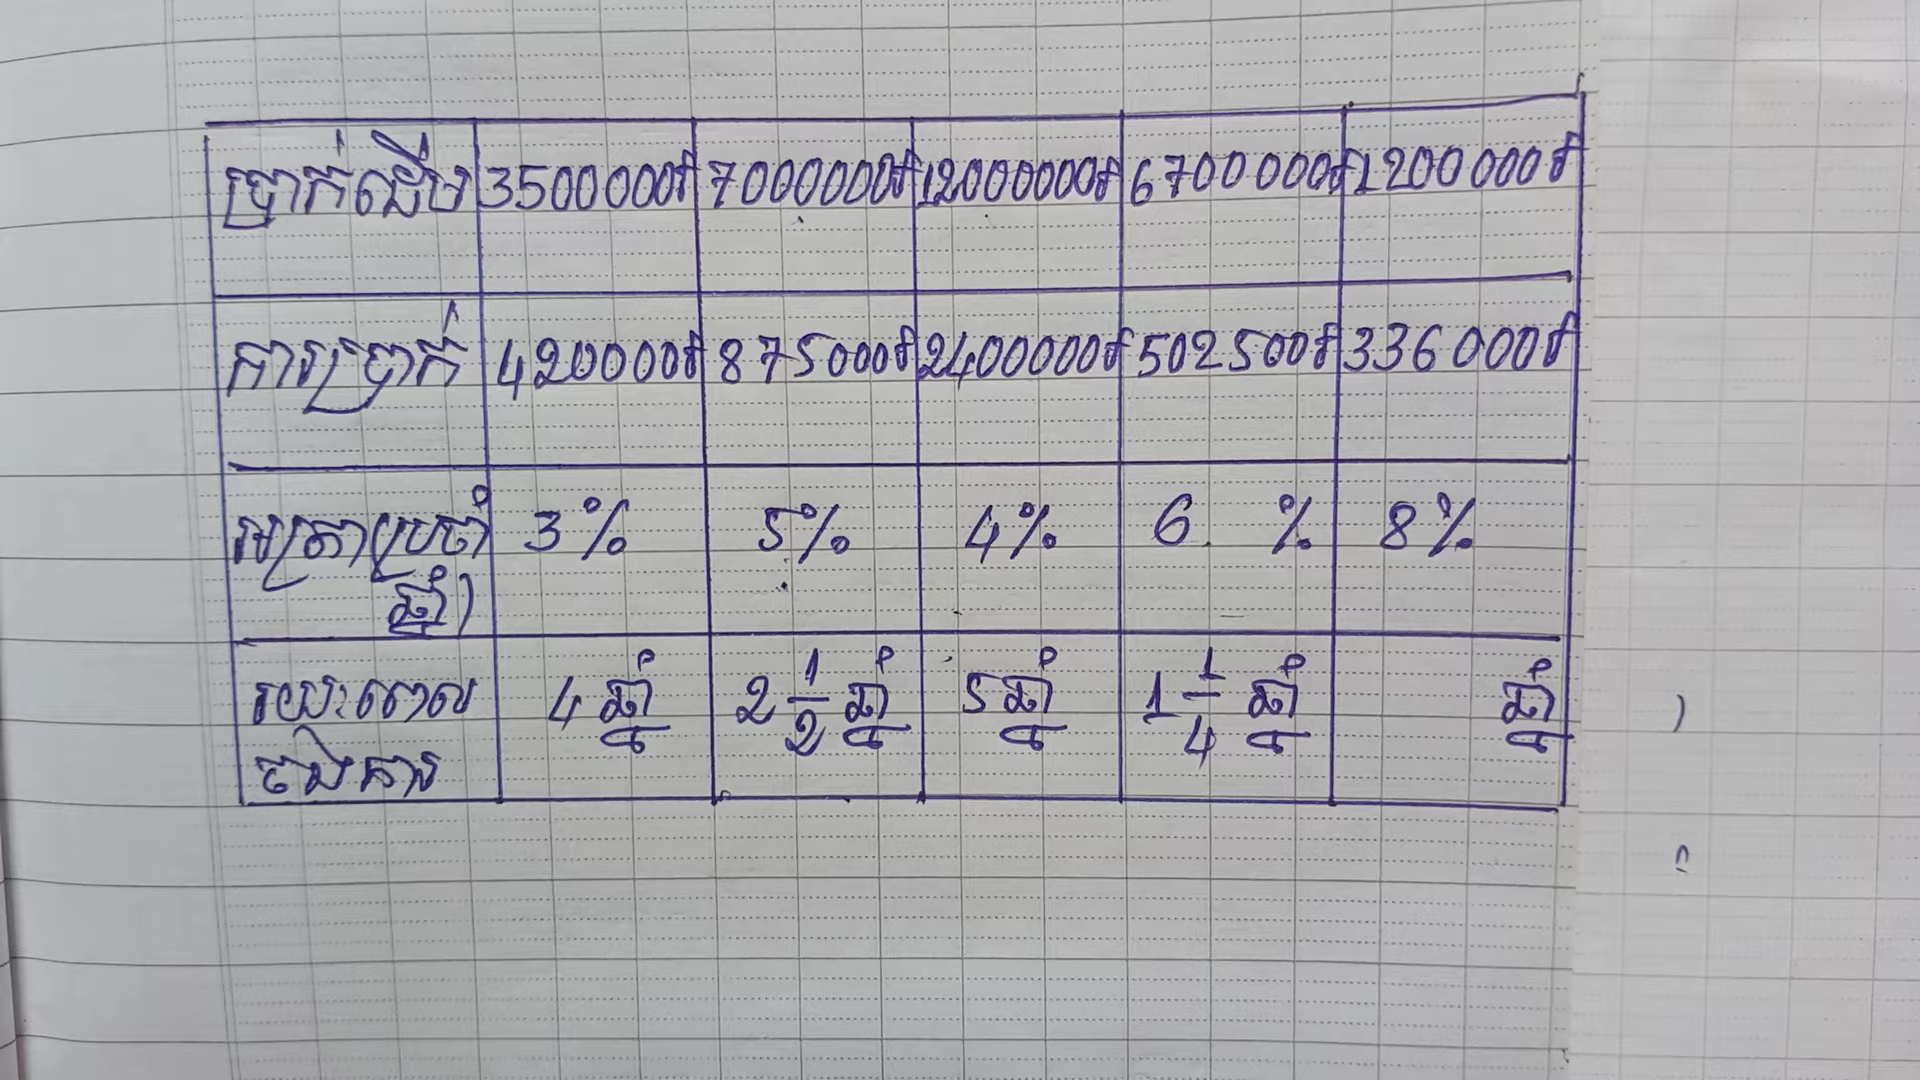 ប្រាក់ដើម 3500000៛ 7000000៛ 12000000៛ 6700000៛ 1200000៛
ការប្រាក់ 420000៛ 875000៛ 2400000៛ 502500៛ 336000៛
អត្រា(ប្រចាំ 3% 5% 4% 6 % 8%
ឆ្នាំ)
រយៈពេល 4 ឆ្នាំ 2 1/2 ឆ្នាំ 5 ឆ្នាំ 1 1/4 ឆ្នាំ ឆ្នាំ
ចងការ